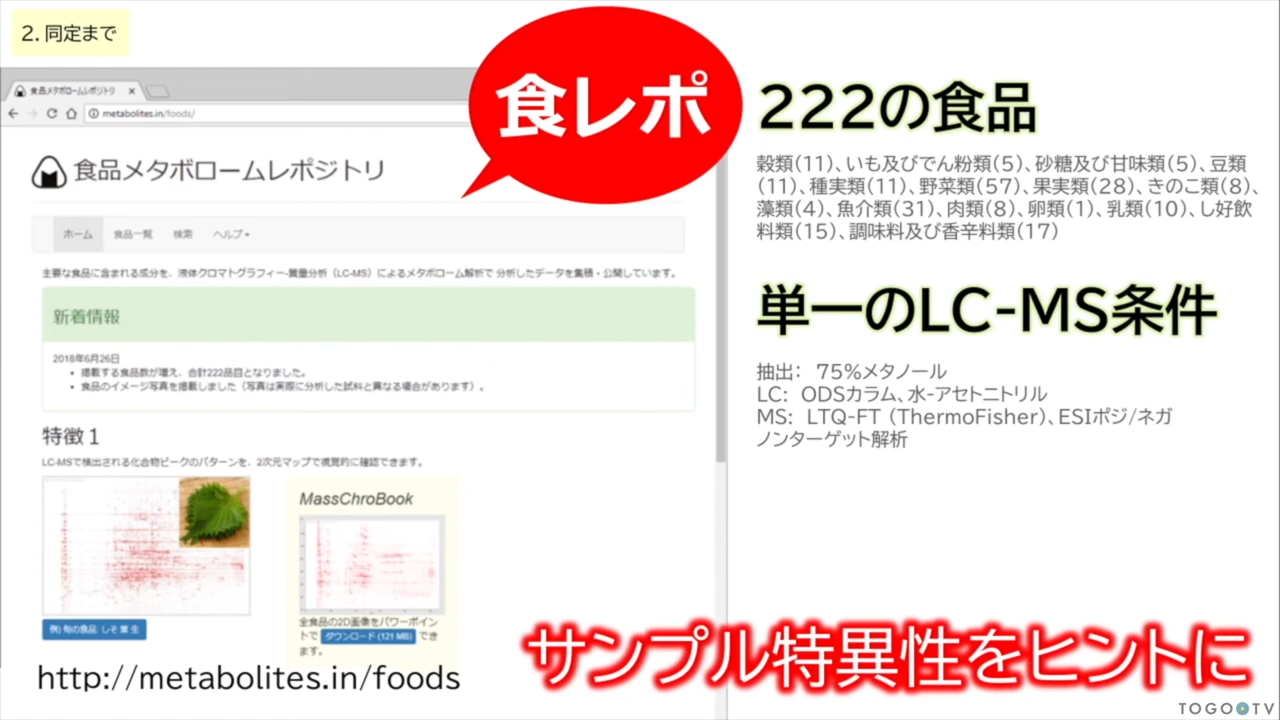 2. 同定まで
食品メタボロームレポジトリ
metabolites.in/foods/
食品メタボロームレポジトリ
ホーム 食品一覧 検索 ヘルプ
主要な食品に含まれる成分を、液体クロマトグラフィー-質量分析（LC-MS）によるメタボローム解析で 分析したデータを集積・公開しています。
新着情報
2018年6月26日
掲載する食品数が増え、合計222品目となりました。
食品のイメージ写真を掲載しました（写真は実際に分析した試料と異なる場合があります）。
特徴 1
LC-MSで検出される化合物ピークのパターンを、2次元マップで視覚的に確認できます。
例) 旬の食品 しそ 葉 生
MassChroBook
全食品の2D画像をパワーポイン
トで ダウンロード (121 MB) でき
ます。
http://metabolites.in/foods
食レポ
222の食品
穀類(11)、いも及びでん粉類(5)、砂糖及び甘味類(5)、豆類
(11)、種実類(11)、野菜類(57)、果実類(28)、きのこ類(8)、
藻類(4)、魚介類(31)、肉類(8)、卵類(1)、乳類(10)、し好飲
料類(15)、調味料及び香辛料類(17)
単一のLC-MS条件
抽出: 75%メタノール
LC: ODSカラム、水-アセトニトリル
MS: LTQ-FT (ThermoFisher)、ESIポジ/ネガ
ノンターゲット解析
サンプル特異性をヒントに
TOGO TV